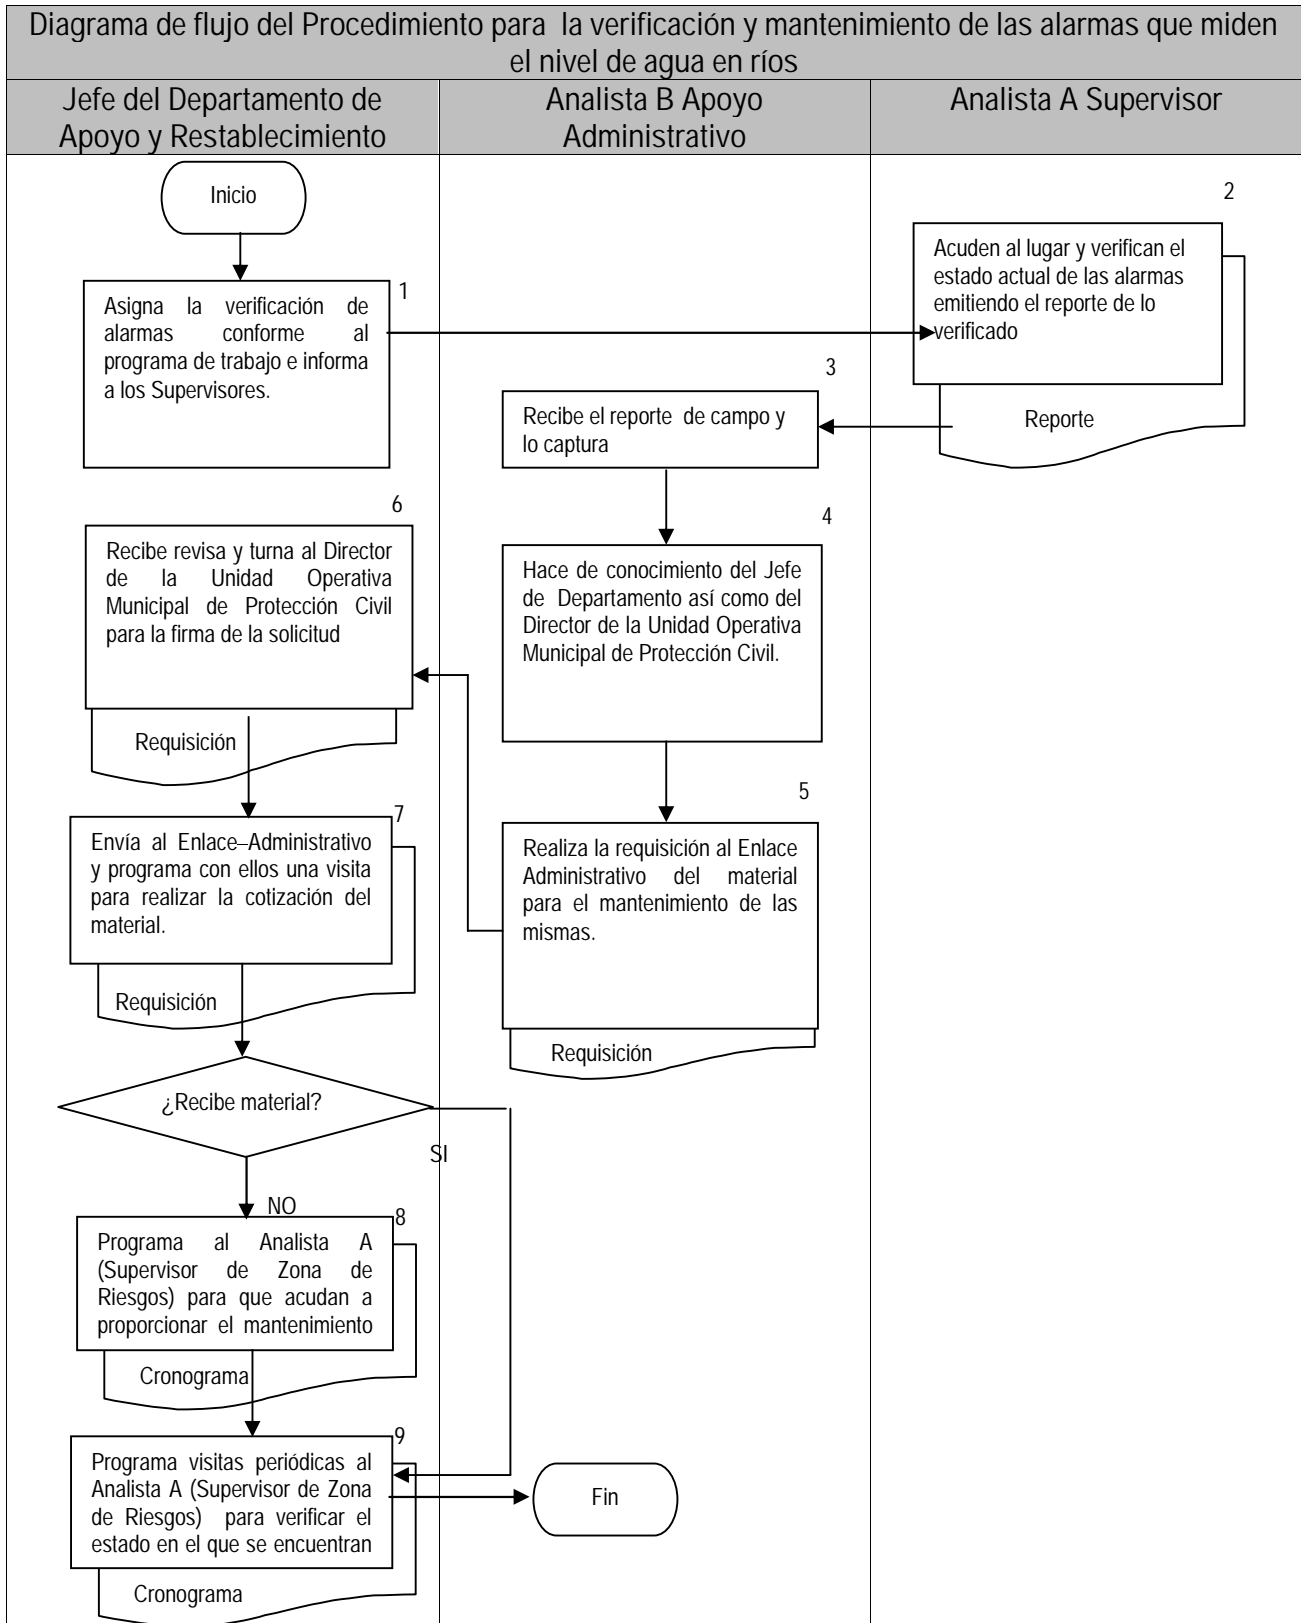 Diagrama de flujo del Procedimiento para la verificación y mantenimiento de las alarmas que miden
el nivel de agua en ríos
Jefe del Departamento de
Apoyo y Restablecimiento
Analista B Apoyo
Administrativo
Analista A Supervisor
Inicio
1
Asigna la verificación de
alarmas conforme al
programa de trabajo e informa
a los Supervisores.
2
Acuden al lugar y verifican el
estado actual de las alarmas
emitiendo el reporte de lo
verificado
Reporte
3
Recibe el reporte de campo y
lo captura
4
Hace de conocimiento del Jefe
de Departamento así como del
Director de la Unidad Operativa
Municipal de Protección Civil.
5
Realiza la requisición al Enlace
Administrativo del material
para el mantenimiento de las
mismas.
Requisición
6
Recibe revisa y turna al Director
de la Unidad Operativa
Municipal de Protección Civil
para la firma de la solicitud
Requisición
7
Envía al Enlace–Administrativo
y programa con ellos una visita
para realizar la cotización del
material.
Requisición
¿Recibe material?
SI
NO
8
Programa al Analista A
(Supervisor de Zona de
Riesgos) para que acudan a
proporcionar el mantenimiento
Cronograma
9
Programa visitas periódicas al
Analista A (Supervisor de Zona
de Riesgos) para verificar el
estado en el que se encuentran
Cronograma
Fin